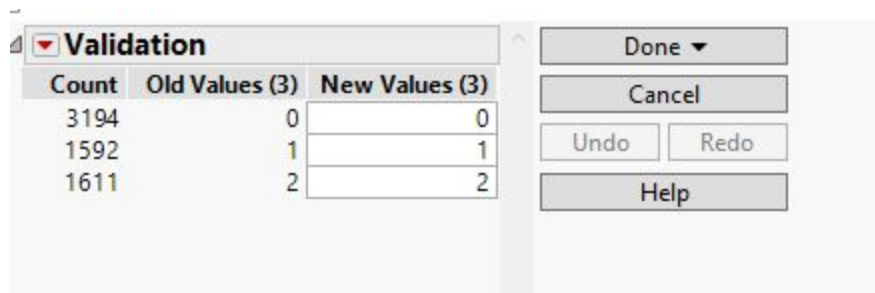 Validation
Count Old Values (3) New Values (3)
3194 0 0
1592 1 1
1611 2 2
Done
Cancel
Undo Redo
Help